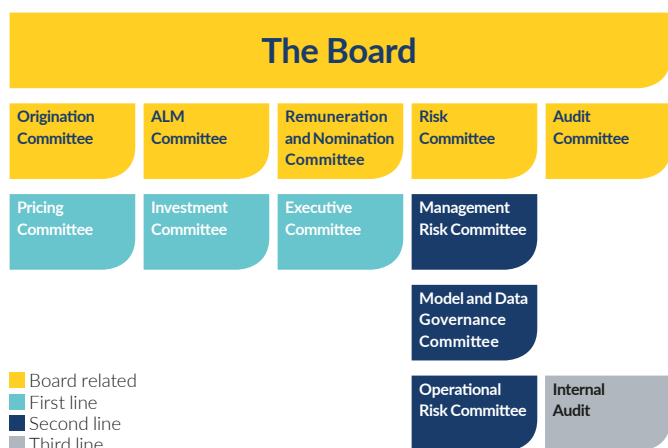 The Board
Origination
Committee
ALM
Committee
Remuneration
and Nomination
Committee
Risk
Committee
Audit
Committee
Pricing
Committee
Investment
Committee
Executive
Committee
Management
Risk Committee
Model and Data
Governance
Committee
Operational
Risk Committee
Internal
Audit
Board related
First line
Second line
Third line